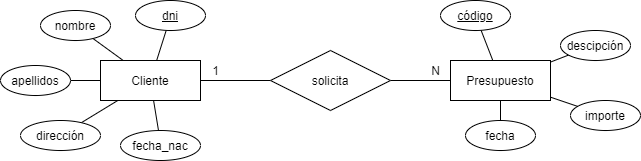 nombre
dni
código
descipción
apellidos
Cliente
1
solicita
N
Presupuesto
importe
dirección
fecha_nac
fecha